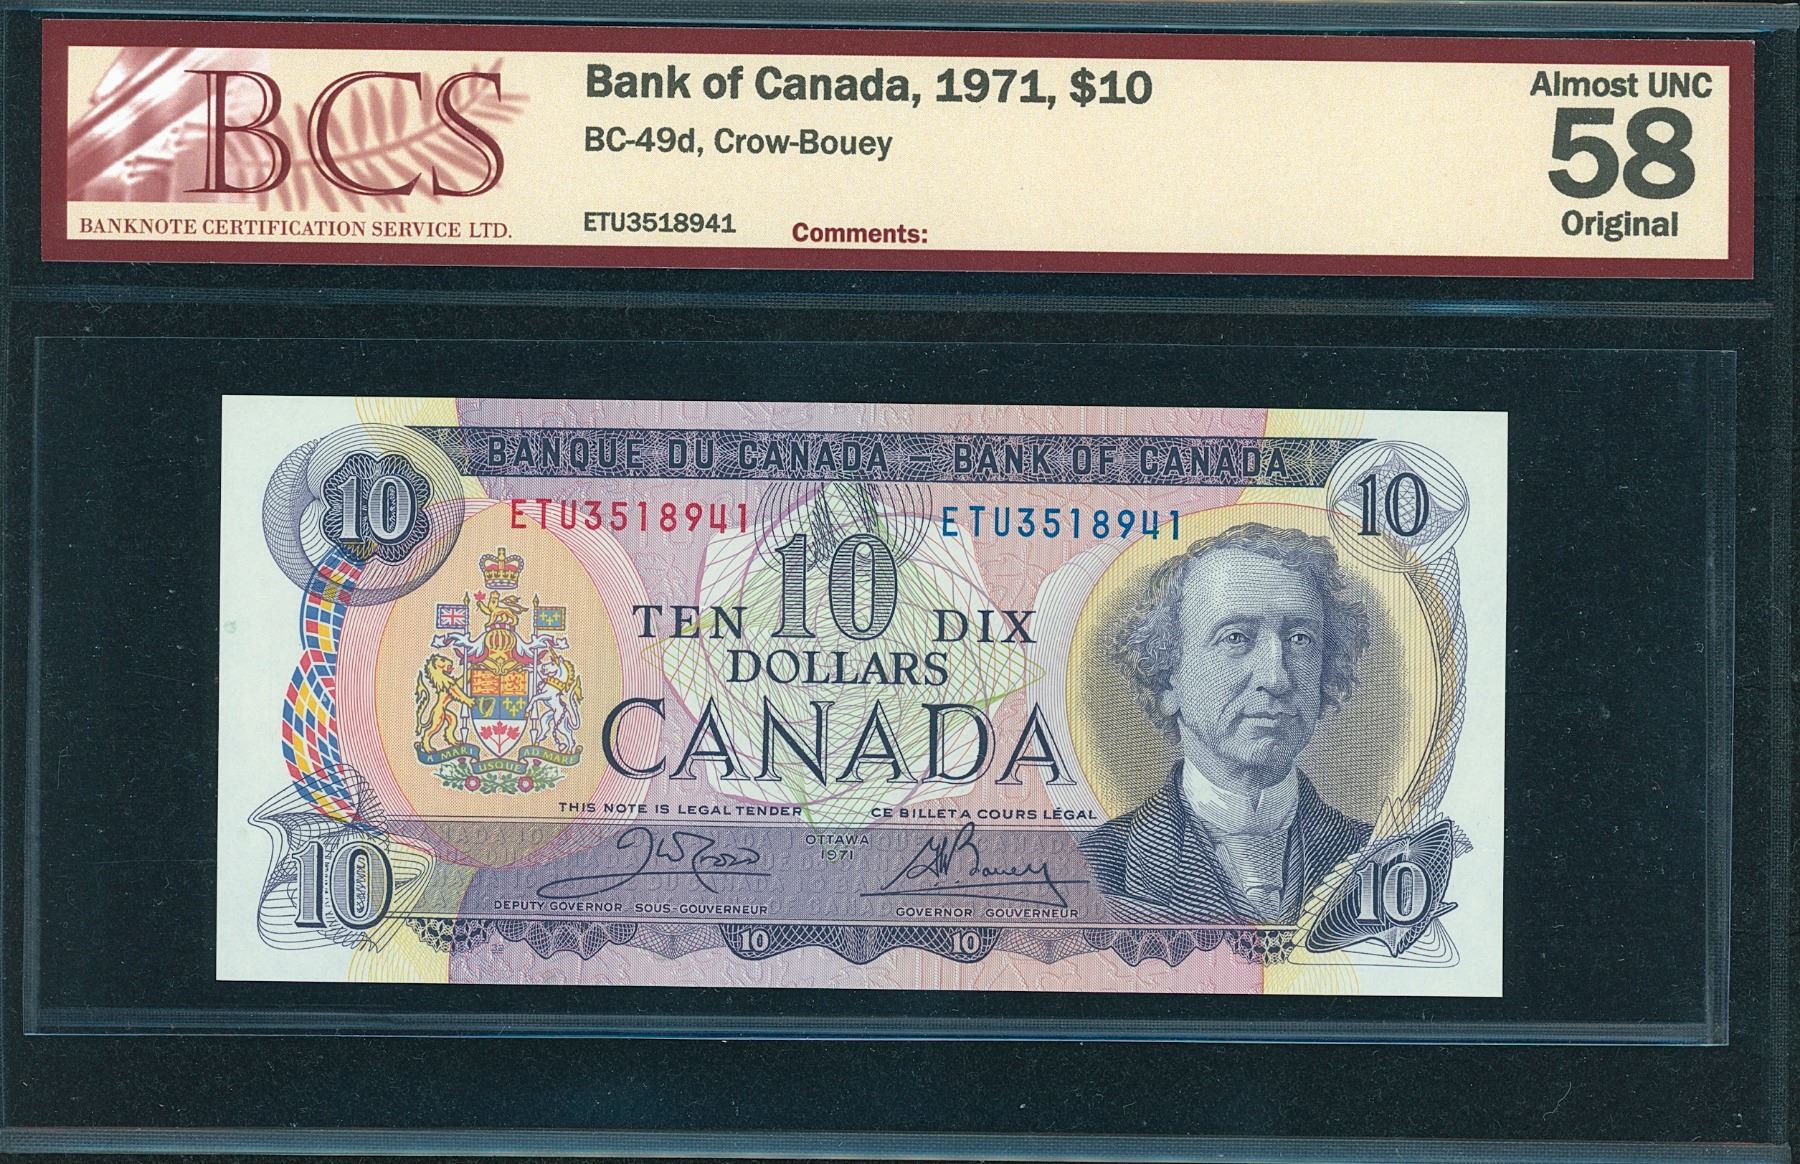 BCS
BANKNOTE CERTIFICATION SERVICE LTD.
Bank of Canada, 1971, $10
BC-49d, Crow-Bouey
ETU3518941
Comments:
Almost UNC
58
Original
BANQUE DU CANADA – BANK OF CANADA
10
10
ETU3518941
ETU3518941
10
TEN DIX
DOLLARS
CANADA
A MARI USQUE AD MARE
THIS NOTE IS LEGAL TENDER
CE BILLET A COURS LÉGAL
OTTAWA
1971
DEPUTY GOVERNOR SOUS-GOUVERNEUR
GOVERNOR GOUVERNEUR
10
10
10
10